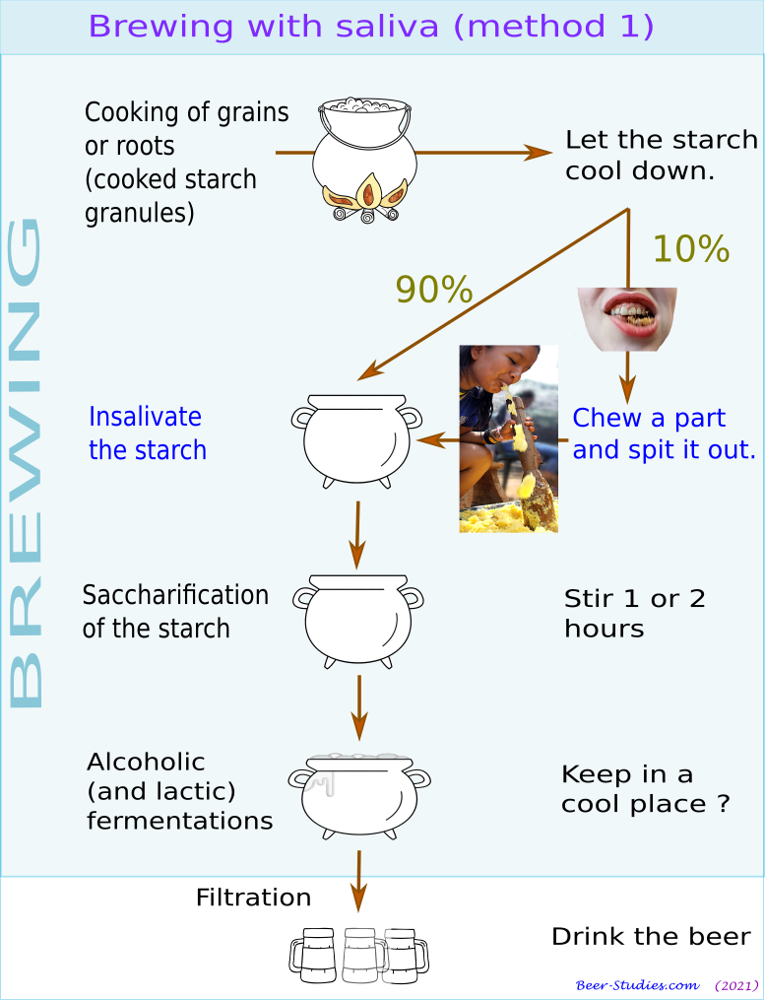 Brewing with saliva (method 1)
Cooking of grains
or roots
(cooked starch
granules)
Let the starch
cool down.
10%
90%
Insalivate
the starch
Chew a part
and spit it out.
BREWING
Saccharification
of the starch
Stir 1 or 2
hours
Alcoholic
(and lactic)
fermentations
Keep in a
cool place ?
Filtration
Drink the beer
Beer-Studies.com (2021)